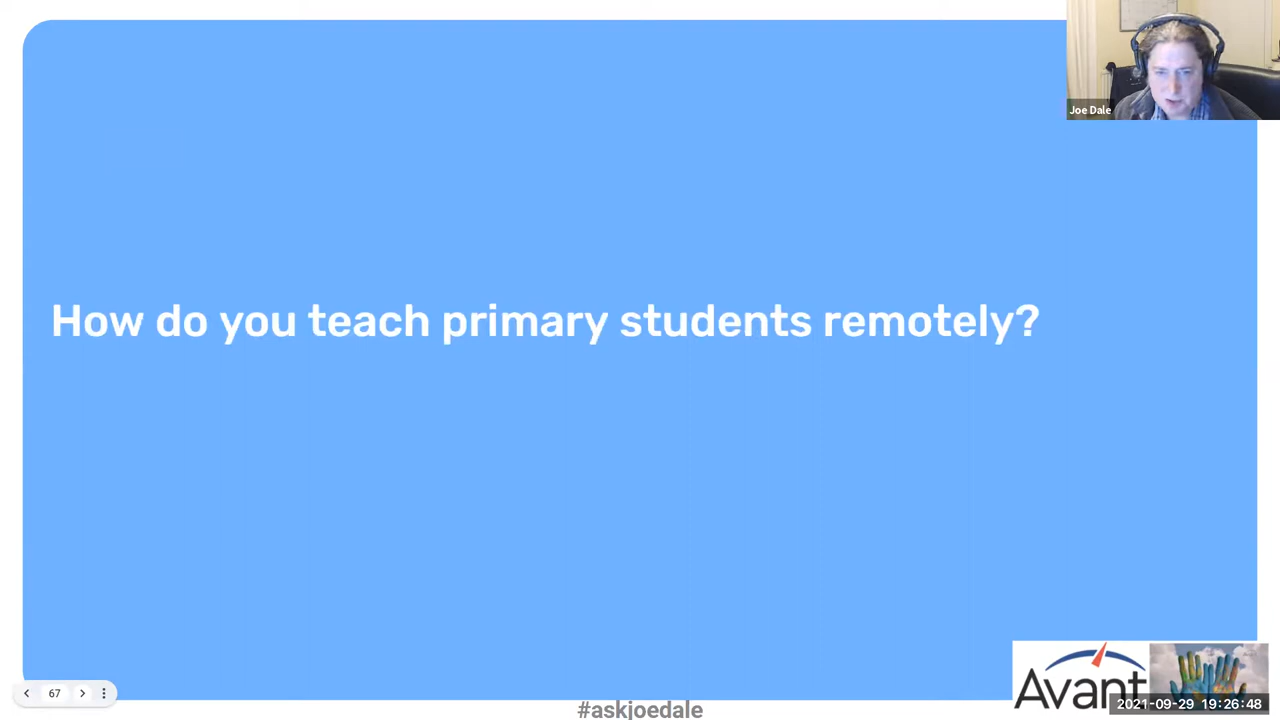 Joe Dale
How do you teach primary students remotely?
Avant
67
2021-09-29 19:26:48
#askjoedale